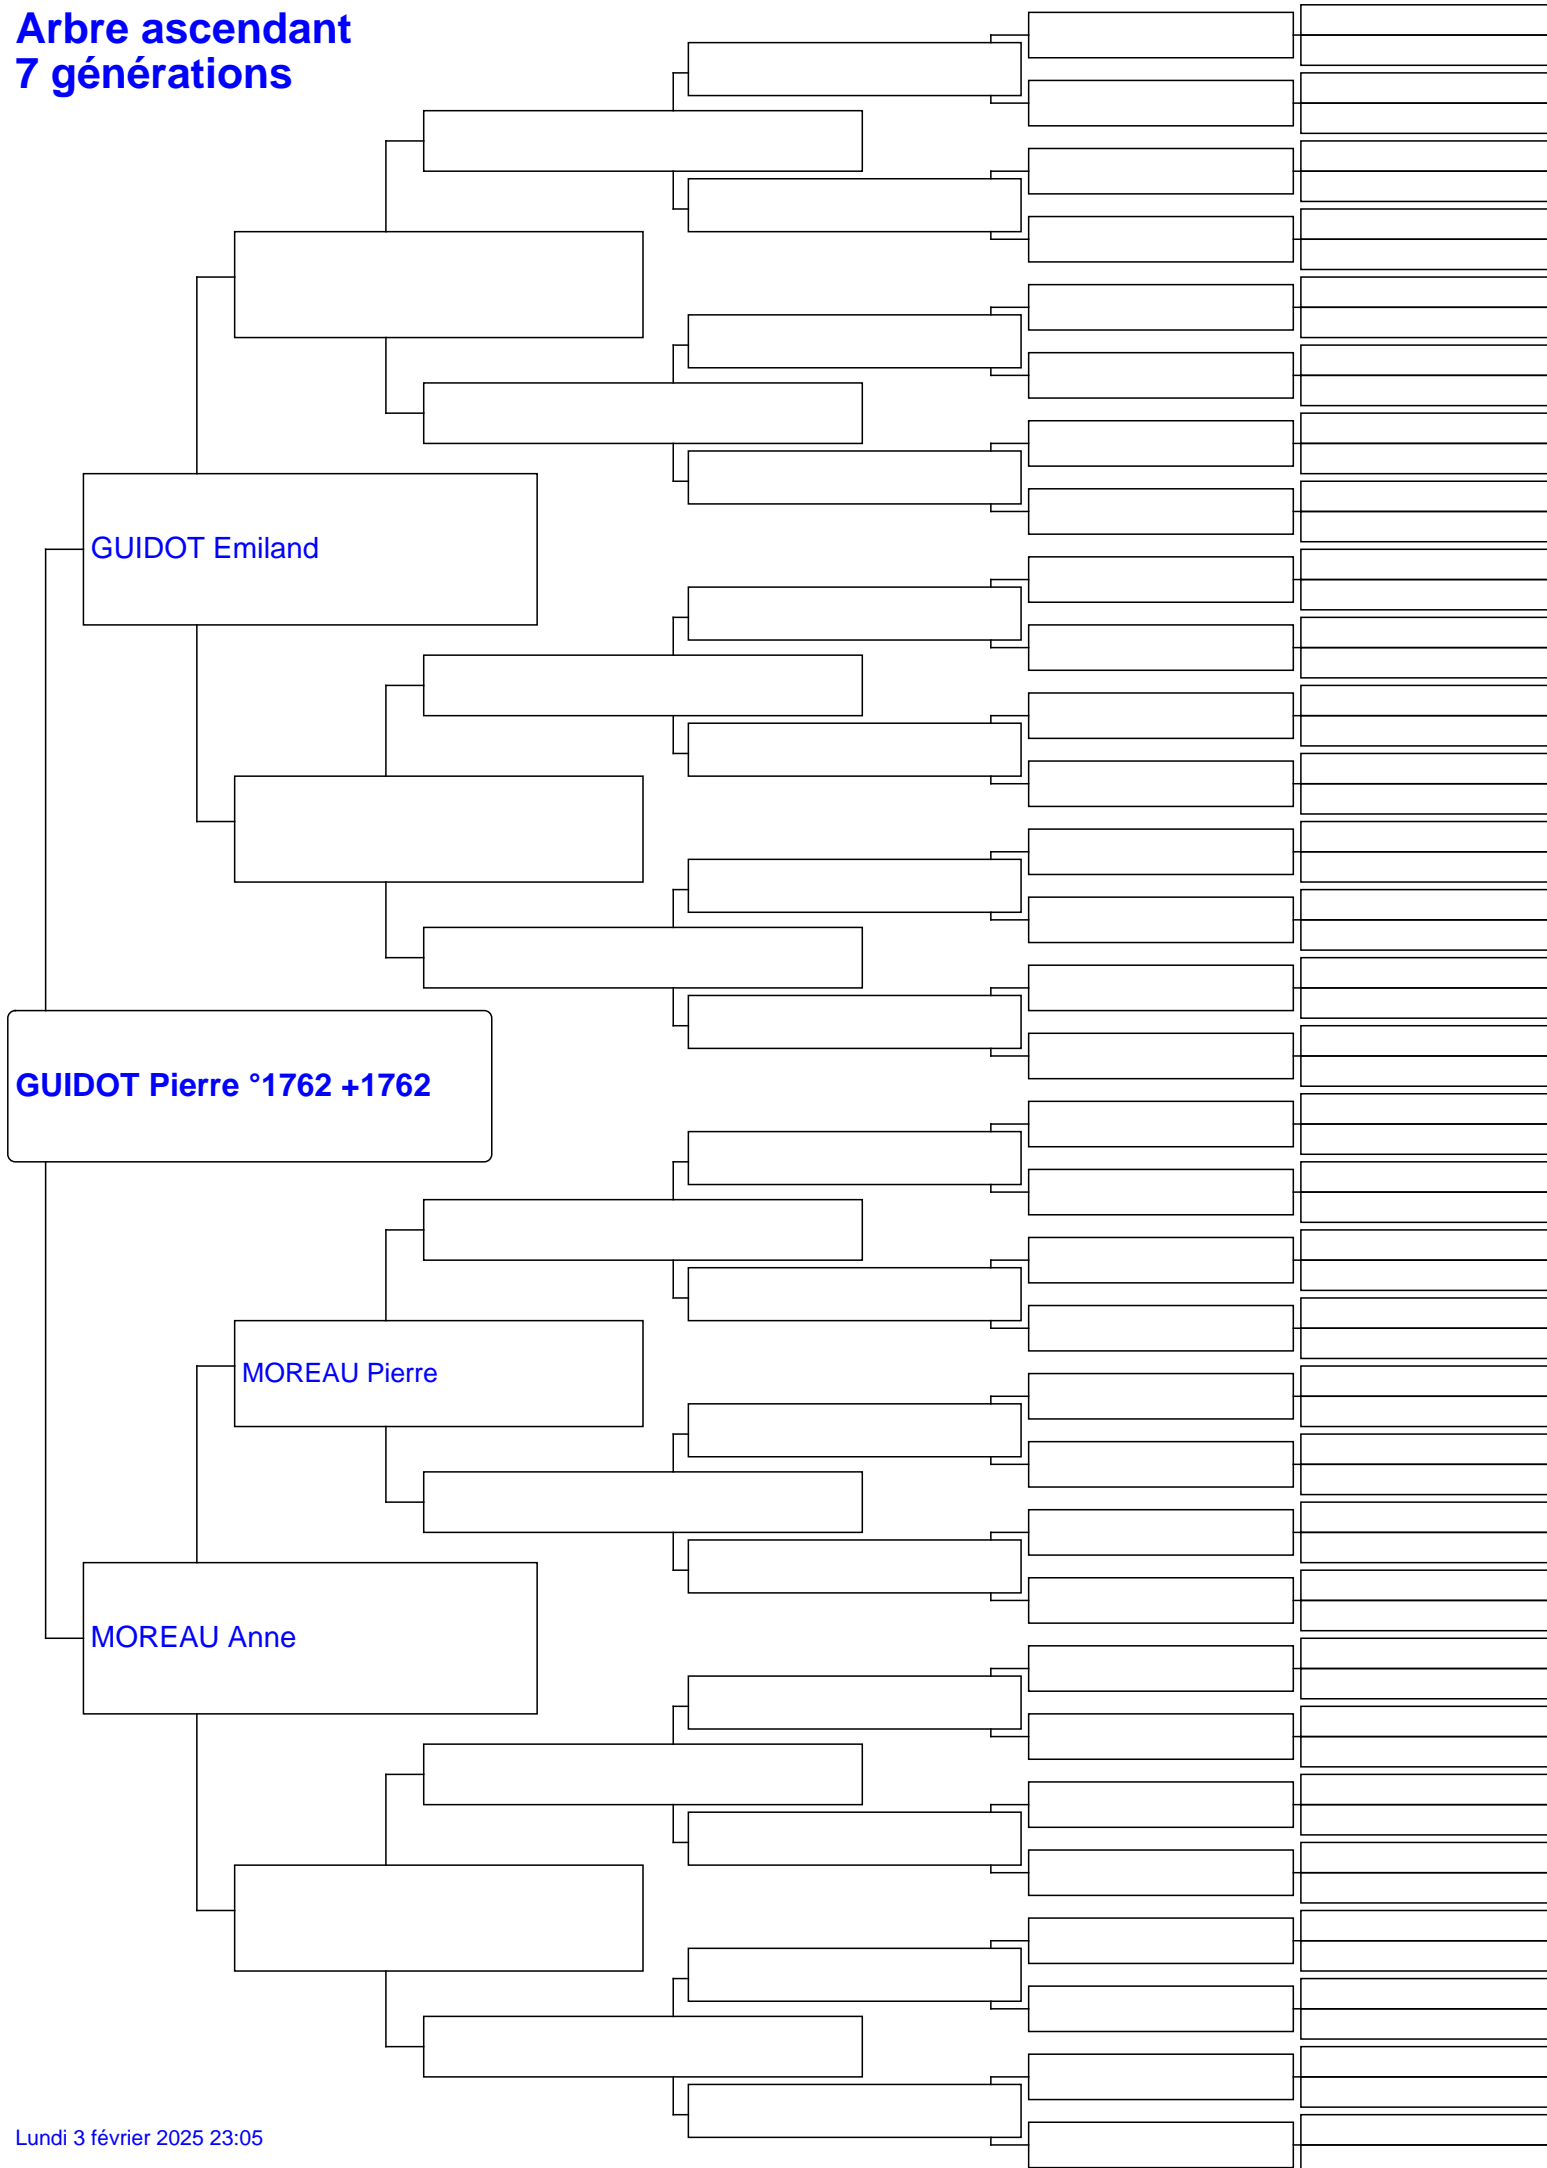 Arbre ascendant
7 générations
GUIDOT Emiland
GUIDOT Pierre °1762 +1762
MOREAU Pierre
MOREAU Anne
Lundi 3 février 2025 23:05